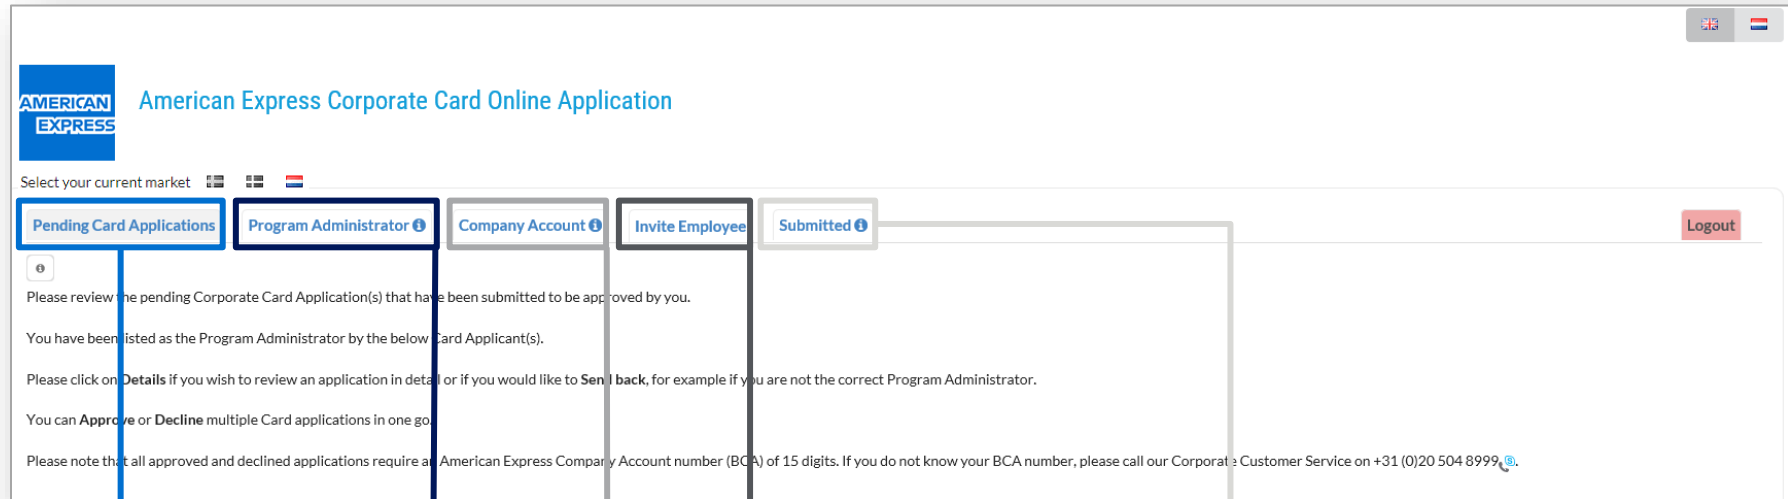 AMERICAN
EXPRESS
American Express Corporate Card Online Application
Select your current market
Pending Card Applications Program Administrator Company Account Invite Employee Submitted Logout
Please review the pending Corporate Card Application(s) that have been submitted to be approved by you.
You have been listed as the Program Administrator by the below Card Applicant(s).
Please click on Details if you wish to review an application in detail or if you would like to Send back, for example if you are not the correct Program Administrator.
You can Approve or Decline multiple Card applications in one go.
Please note that all approved and declined applications require an American Express Company Account number (BCA) of 15 digits. If you do not know your BCA number, please call our Corporate Customer Service on +31 (0)20 504 8999.